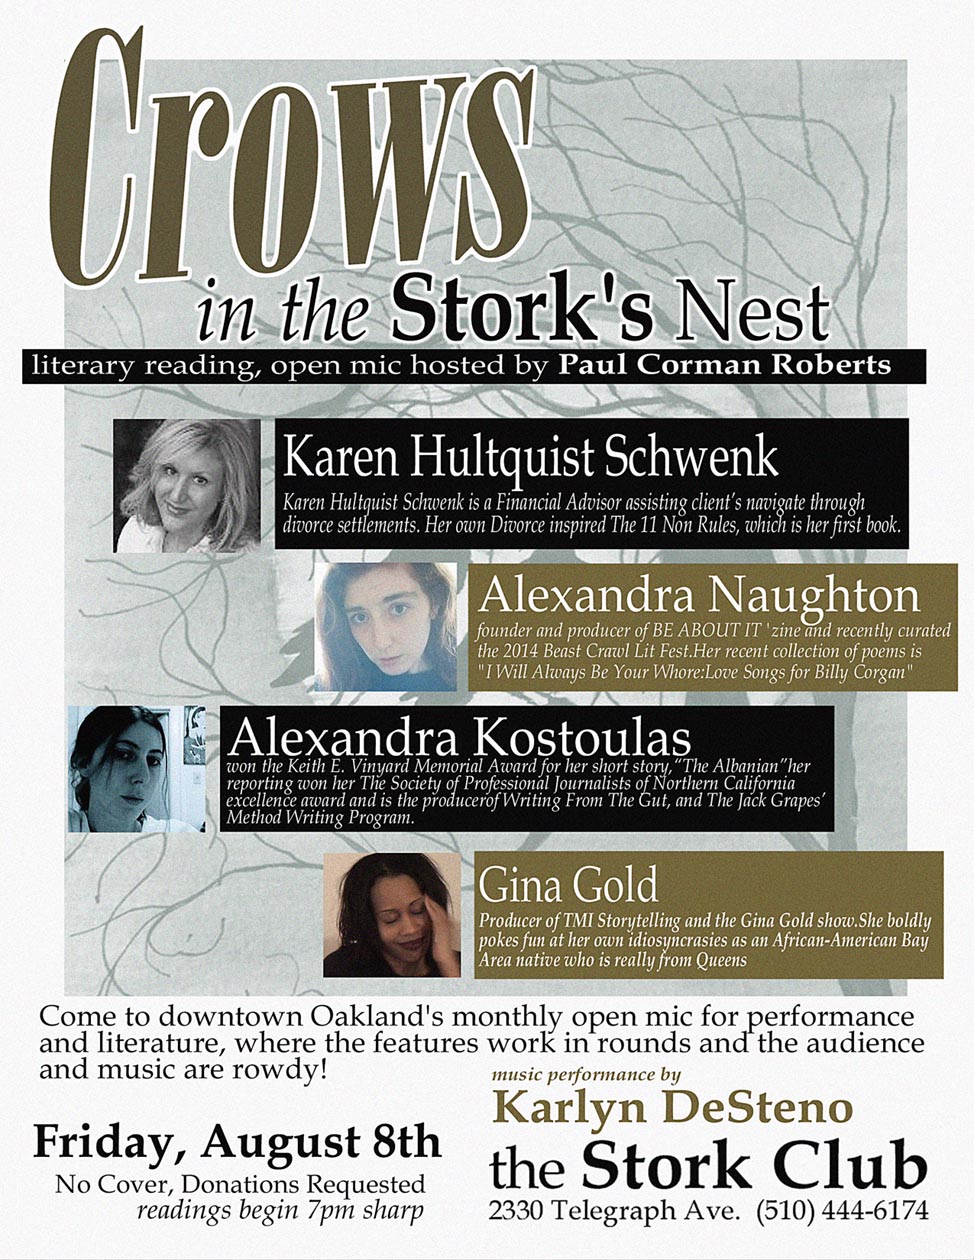 Crows
in the Stork's Nest
literary reading, open mic hosted by Paul Corman Roberts
Karen Hultquist Schwenk
Karen Hultquist Schwenk is a Financial Advisor assisting client's navigate through
divorce settlements. Her own Divorce inspired The 11 Non Rules, which is her first book.
Alexandra Naughton
founder and producer of BE ABOUT IT 'zine and recently curated
the 2014 Beast Crawl Lit Fest.Her recent collection of poems is
"I Will Always Be Your Whore:Love Songs for Billy Corgan"
Alexandra Kostoulas
won the Keith E. Vinyard Memorial Award for her short story,“The Albanian”her
reporting won her The Society of Professional Journalists of Northern California
excellence award and is the producerof Writing From The Gut, and The Jack Grapes’
Method Writing Program.
Gina Gold
Producer of TMI Storytelling and the Gina Gold show.She boldly
pokes fun at her own idiosyncrasies as an African-American Bay
Area native who is really from Queens
Come to downtown Oakland's monthly open mic for performance
and literature, where the features work in rounds and the audience
and music are rowdy!
music performance by
Karlyn DeSteno
Friday, August 8th
No Cover, Donations Requested
readings begin 7pm sharp
the Stork Club
2330 Telegraph Ave. (510) 444-6174